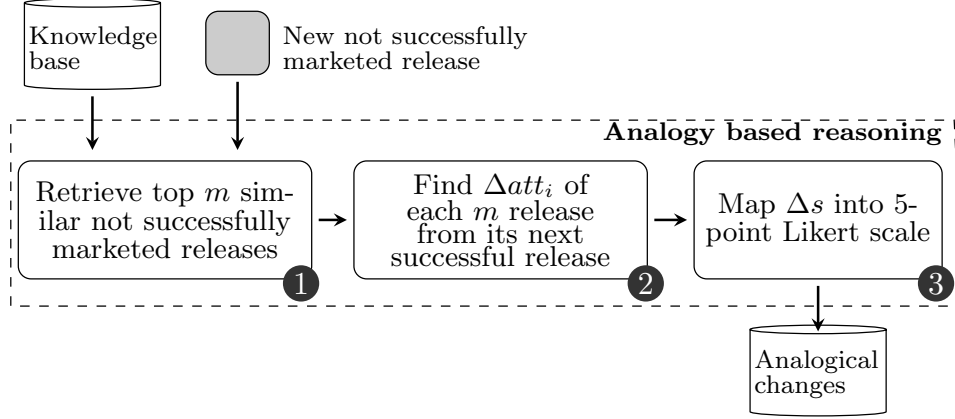 Knowledge
base
New not successfully
marketed release
Analogy based reasoning
Retrieve top m sim-
ilar not successfully
marketed releases
1
Find Δatt_i of
each m release
from its next
successful release
2
Map Δs into 5-
point Likert scale
3
Analogical
changes